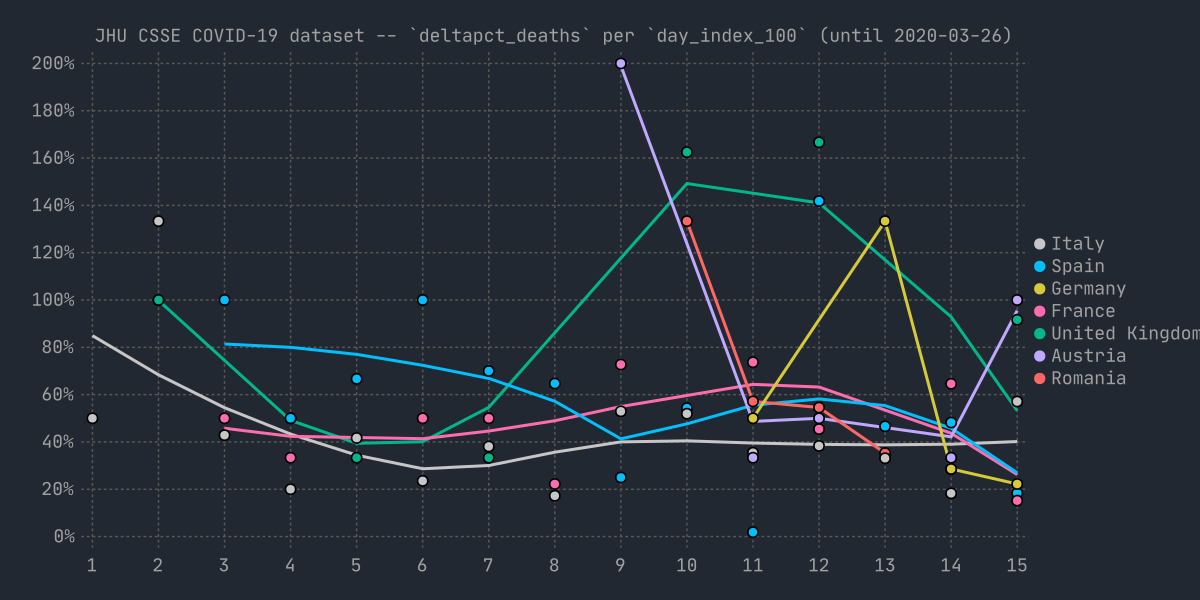 JHU CSSE COVID-19 dataset -- `deltapct_deaths` per `day_index_100` (until 2020-03-26)
200%
180%
160%
140%
120%
100%
80%
60%
40%
20%
0%
1 2 3 4 5 6 7 8 9 10 11 12 13 14 15
Italy
Spain
Germany
France
United Kingdom
Austria
Romania